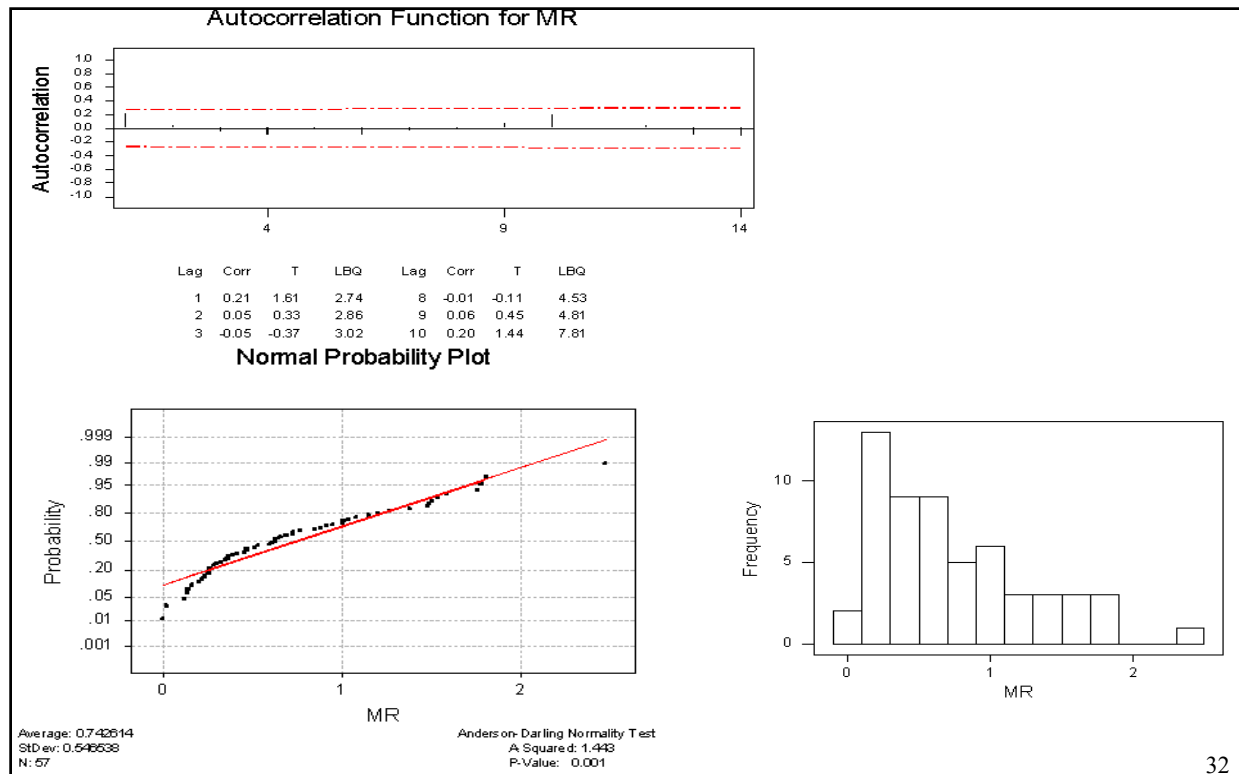 Autocorrelation Function for MR
Autocorrelation
1.0
0.8
0.6
0.4
0.2
0.0
-0.2
-0.4
-0.6
-0.8
-1.0
4 9 14
Lag Corr T LBQ Lag Corr T LBQ
1 0.21 1.61 2.74 8 -0.01 -0.11 4.53
2 0.05 0.33 2.86 9 0.06 0.45 4.81
3 -0.05 -0.37 3.02 10 0.20 1.44 7.81
Normal Probability Plot
Probability
.999
.99
.95
.80
.50
.20
.05
.01
.001
0 1 2
MR
Average: 0.742614
StDev: 0.546538
N: 57
Anderson-Darling Normality Test
A Squared: 1.443
P-Value: 0.001
Frequency
10
5
0
0 1 2
MR
32